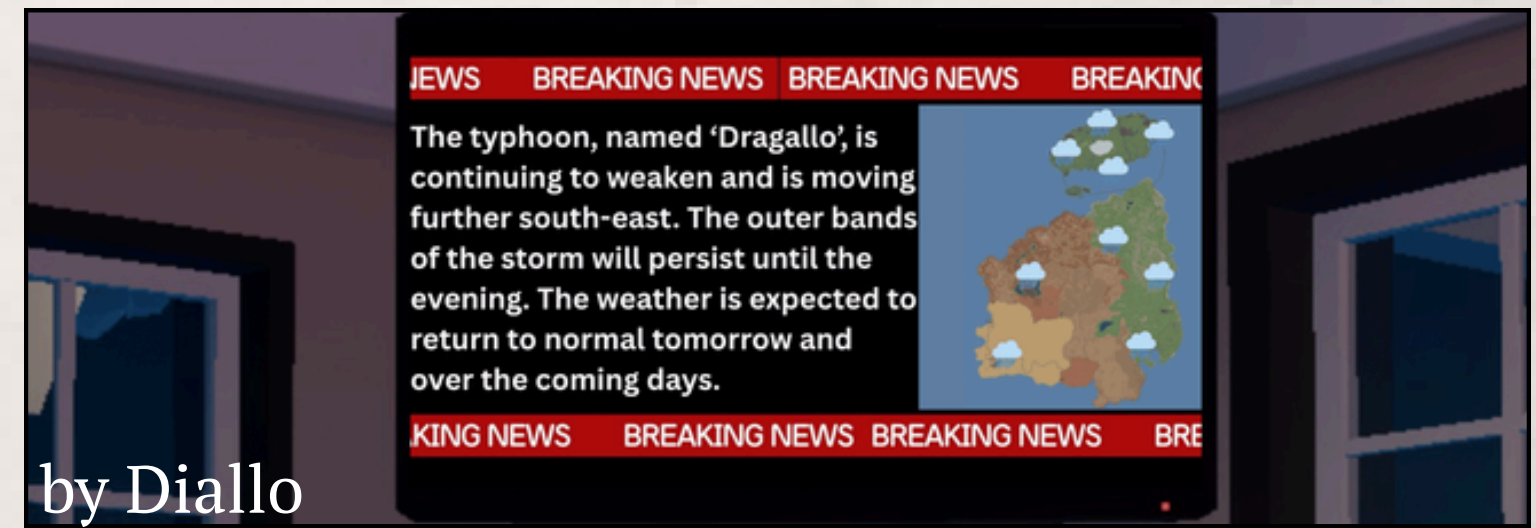 NEWS BREAKING NEWS BREAKING NEWS BREAKING
The typhoon, named ‘Dragallo’, is
continuing to weaken and is moving
further south-east. The outer bands
of the storm will persist until the
evening. The weather is expected to
return to normal tomorrow and
over the coming days.
KING NEWS BREAKING NEWS BREAKING NEWS BRE
by Diallo